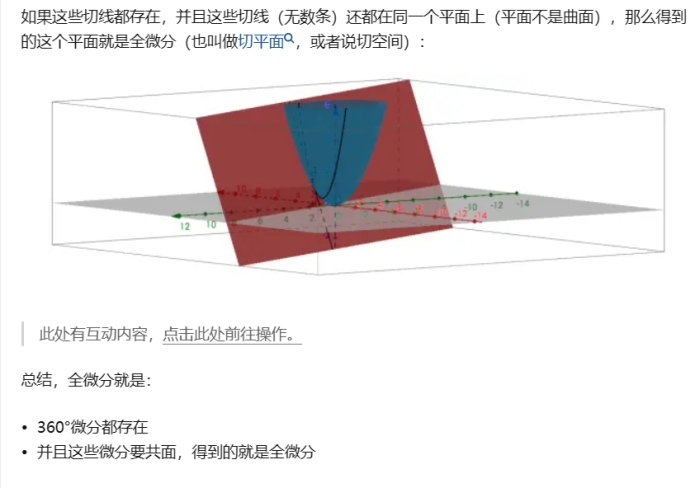 如果这些切线都存在，并且这些切线（无数条）还都在同一个平面上（平面不是曲面），那么得到
的这个平面就是全微分（也叫做切平面，或者说切空间）：
12 10 8 6 4 2 -10 -12 -14
10 -10 -12 -14
此处有互动内容，点击此处前往操作。
总结，全微分就是：
• 360°微分都存在
• 并且这些微分要共面，得到的就是全微分